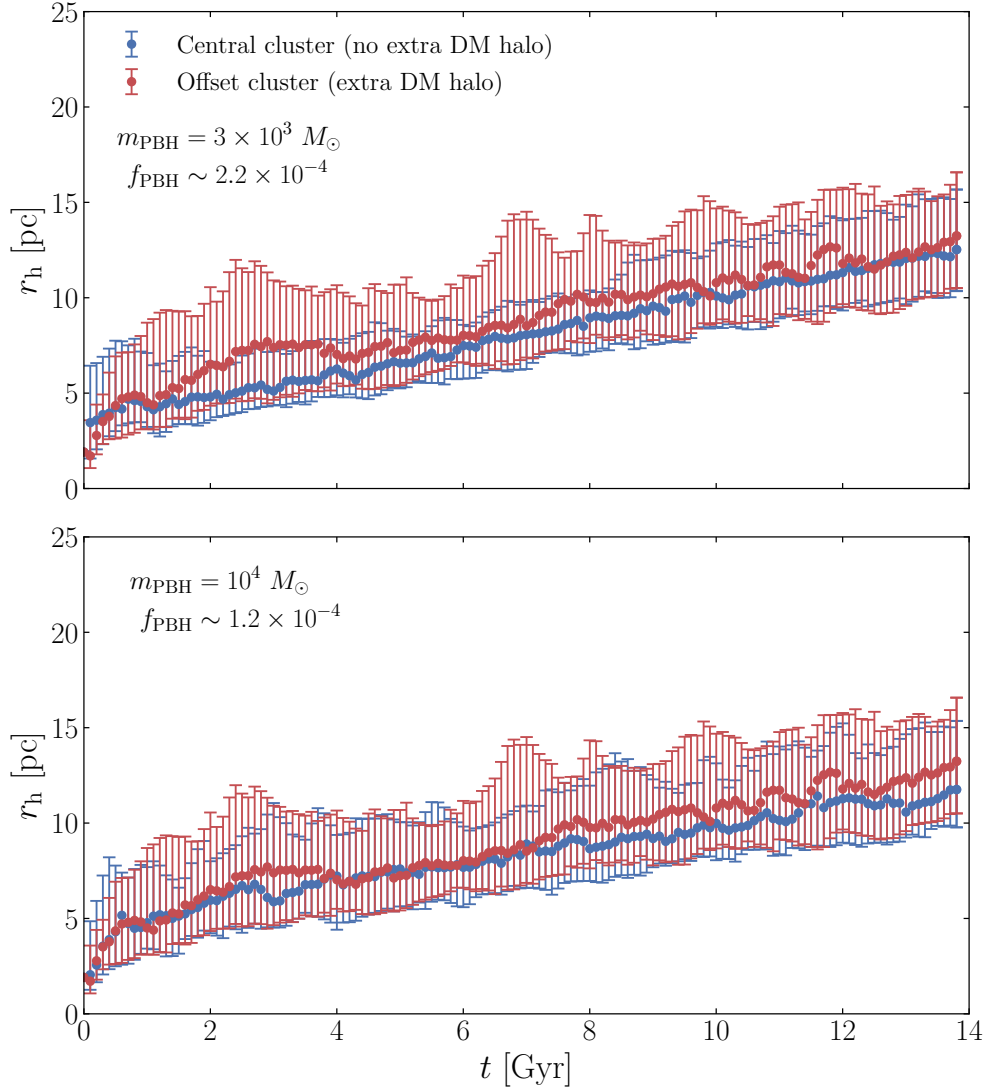 25
20
15
10
5
0
r_h [pc]
Central cluster (no extra DM halo)
Offset cluster (extra DM halo)
m_PBH = 3 × 10^3 M_⊙
f_PBH ∼ 2.2 × 10^−4
25
20
15
10
5
0
r_h [pc]
m_PBH = 10^4 M_⊙
f_PBH ∼ 1.2 × 10^−4
0 2 4 6 8 10 12 14
t [Gyr]